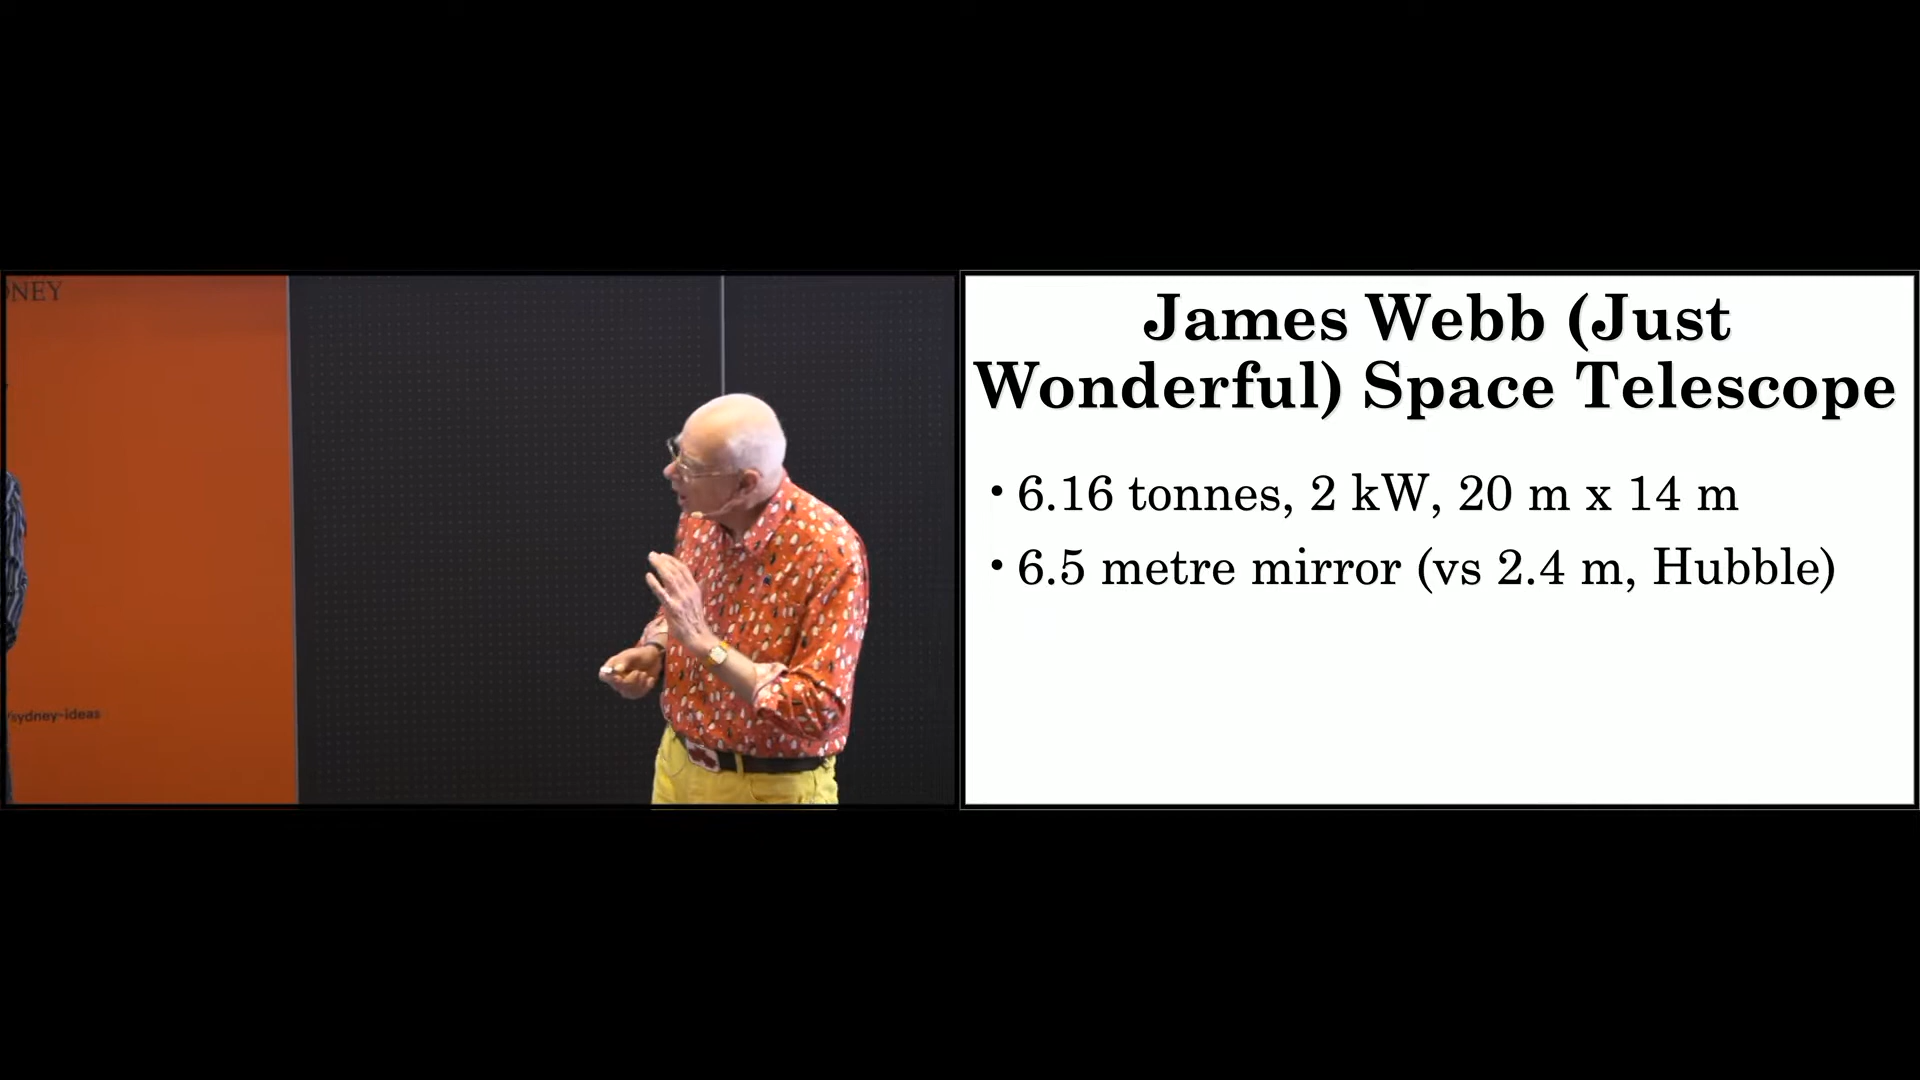 /sydney-ideas
James Webb (Just
Wonderful) Space Telescope
• 6.16 tonnes, 2 kW, 20 m x 14 m
• 6.5 metre mirror (vs 2.4 m, Hubble)